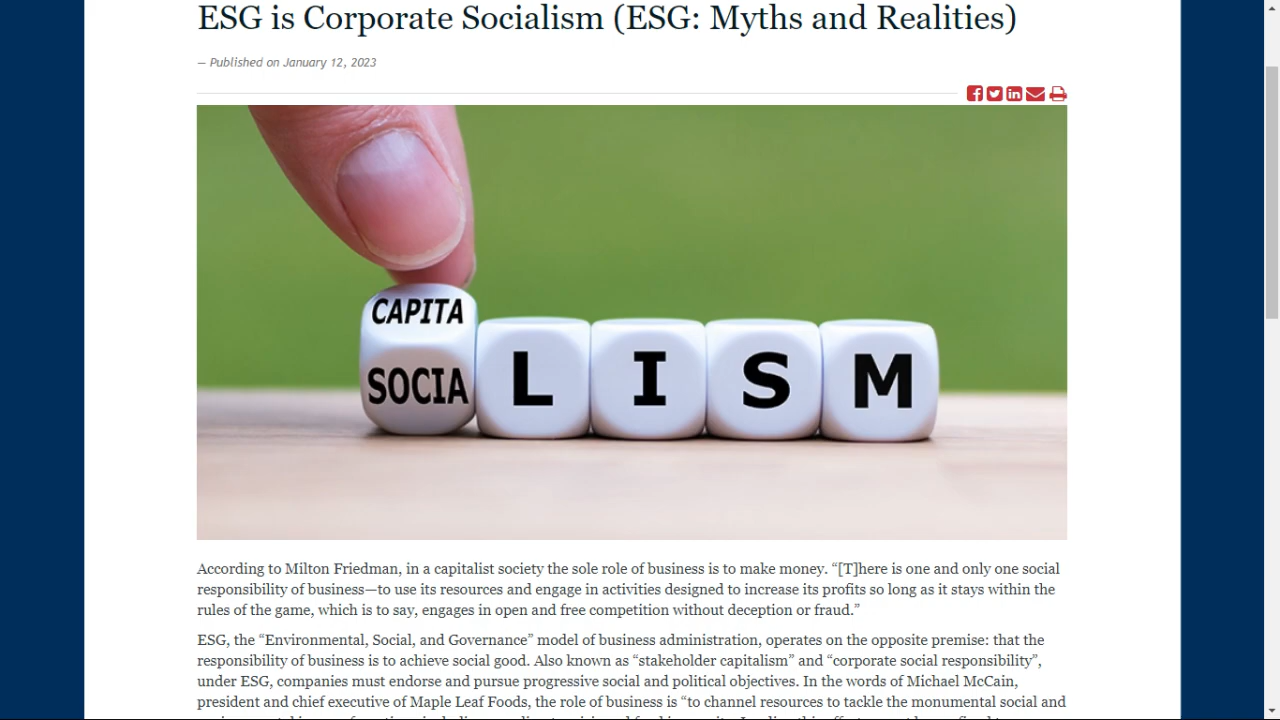 ESG is Corporate Socialism (ESG: Myths and Realities)
– Published on January 12, 2023
CAPITA
SOCIA L I S M
According to Milton Friedman, in a capitalist society the sole role of business is to make money. “[T]here is one and only one social
responsibility of business—to use its resources and engage in activities designed to increase its profits so long as it stays within the
rules of the game, which is to say, engages in open and free competition without deception or fraud.”
ESG, the “Environmental, Social, and Governance” model of business administration, operates on the opposite premise: that the
responsibility of business is to achieve social good. Also known as “stakeholder capitalism” and “corporate social responsibility”,
under ESG, companies must endorse and pursue progressive social and political objectives. In the words of Michael McCain,
president and chief executive of Maple Leaf Foods, the role of business is “to channel resources to tackle the monumental social and